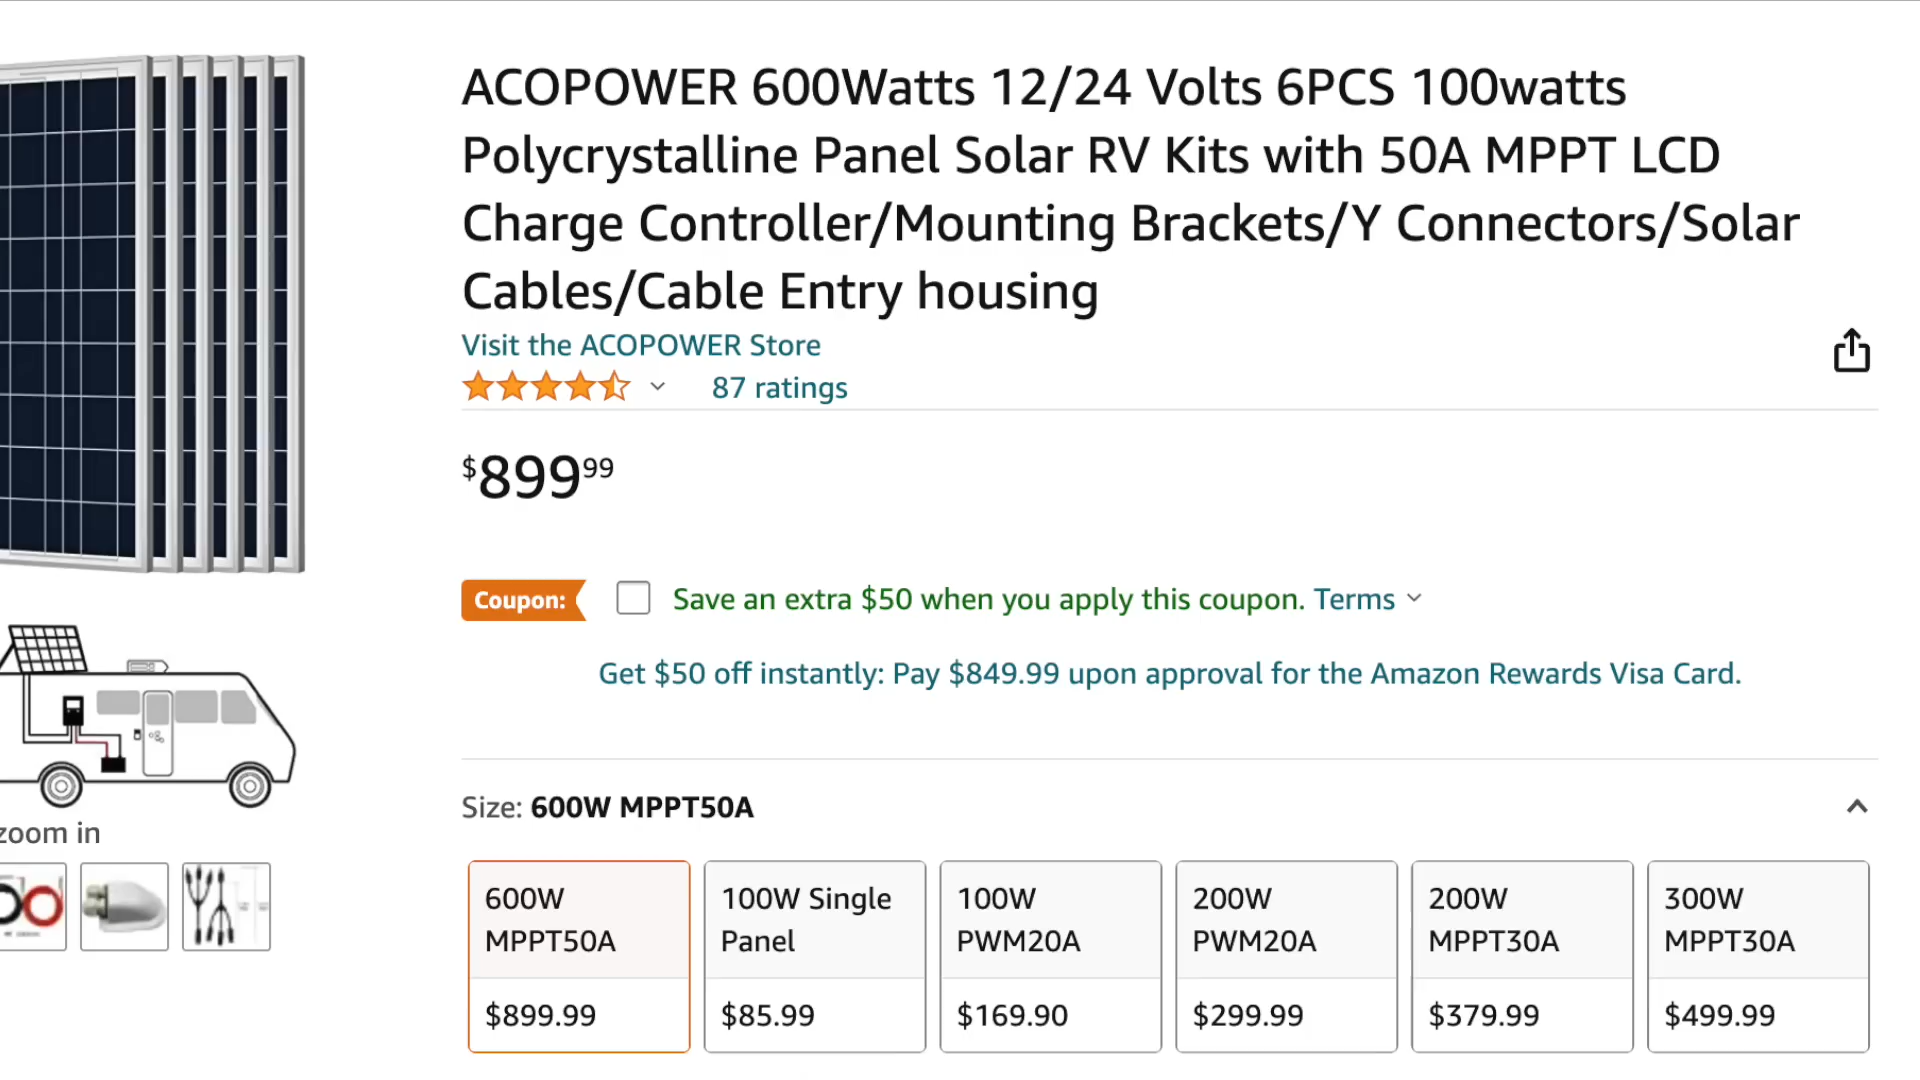 ACOPOWER 600Watts 12/24 Volts 6PCS 100watts
Polycrystalline Panel Solar RV Kits with 50A MPPT LCD
Charge Controller/Mounting Brackets/Y Connectors/Solar
Cables/Cable Entry housing
Visit the ACOPOWER Store
87 ratings
$899.99
Coupon: Save an extra $50 when you apply this coupon. Terms
Get $50 off instantly: Pay $849.99 upon approval for the Amazon Rewards Visa Card.
zoom in
Size: 600W MPPT50A
600W
MPPT50A
$899.99
100W Single
Panel
$85.99
100W
PWM20A
$169.90
200W
PWM20A
$299.99
200W
MPPT30A
$379.99
300W
MPPT30A
$499.99